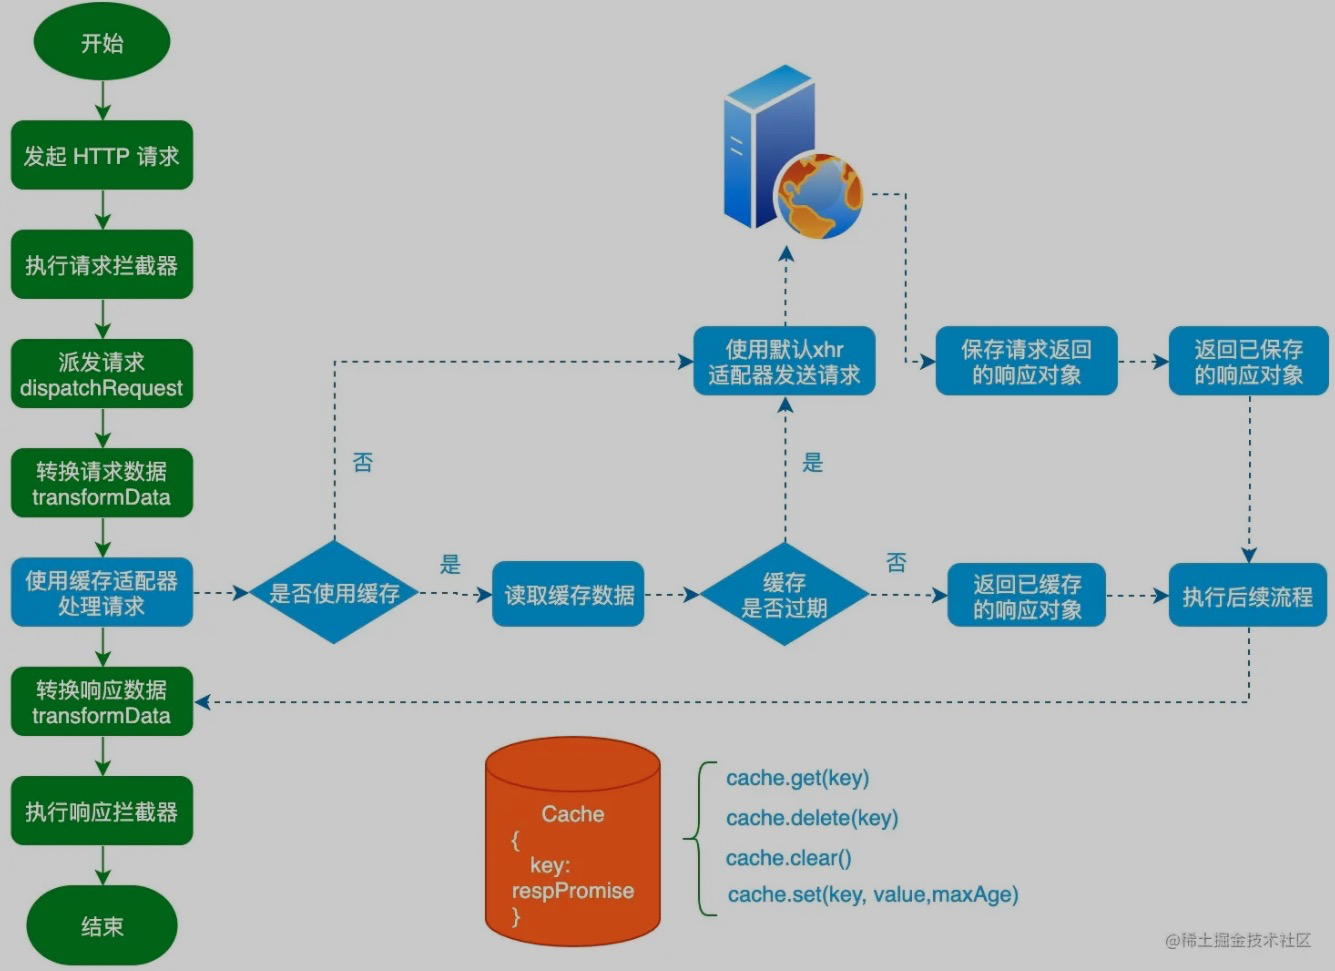 开始
发起 HTTP 请求
执行请求拦截器
派发请求
dispatchRequest
转换请求数据
transformData
使用缓存适配器
处理请求
转换响应数据
transformData
执行响应拦截器
结束
是否使用缓存
否
是
读取缓存数据
缓存
是否过期
是
否
使用默认xhr
适配器发送请求
保存请求返回
的响应对象
返回已保存
的响应对象
返回已缓存
的响应对象
执行后续流程
Cache
{
key:
respPromise
}
cache.get(key)
cache.delete(key)
cache.clear()
cache.set(key, value,maxAge)
@稀土掘金技术社区